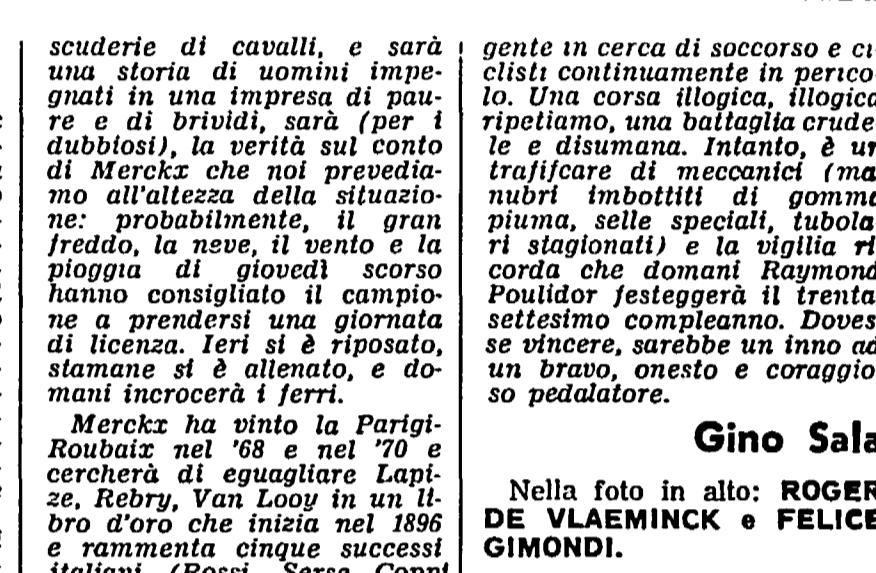 scuderie di cavalli, e sarà
una storia di uomini impe-
gnati in una impresa di pau-
re e di brividi, sarà (per i
dubbiosi), la verità sul conto
di Merckx che noi prevedia-
mo all'altezza della situazio-
ne: probabilmente, il gran
freddo, la neve, il vento e la
pioggia di giovedì scorso
hanno consigliato il campio-
ne a prendersi una giornata
di licenza. Ieri si è riposato,
stamane si è allenato, e do-
mani incrocerà i ferri.
Merckx ha vinto la Parigi-
Roubaix nel '68 e nel '70 e
cercherà di eguagliare Lapi-
ze, Rebry, Van Looy in un li-
bro d'oro che inizia nel 1896
e rammenta cinque successi
italiani (Rossi, Serse Coppi
gente in cerca di soccorso e ci
clisti continuamente in perico
lo. Una corsa illogica, illogica
ripetiamo, una battaglia crude
le e disumana. Intanto, è un
trafifcare di meccanici (ma
nubri imbottiti di gomma
piuma, selle speciali, tubola
ri stagionati) e la vigilia ri
corda che domani Raymond
Poulidor festeggerà il trenta
settesimo compleanno. Doves
se vincere, sarebbe un inno ad
un bravo, onesto e coraggio
so pedalatore.
Gino Sala
Nella foto in alto: ROGER
DE VLAEMINCK e FELICE
GIMONDI.